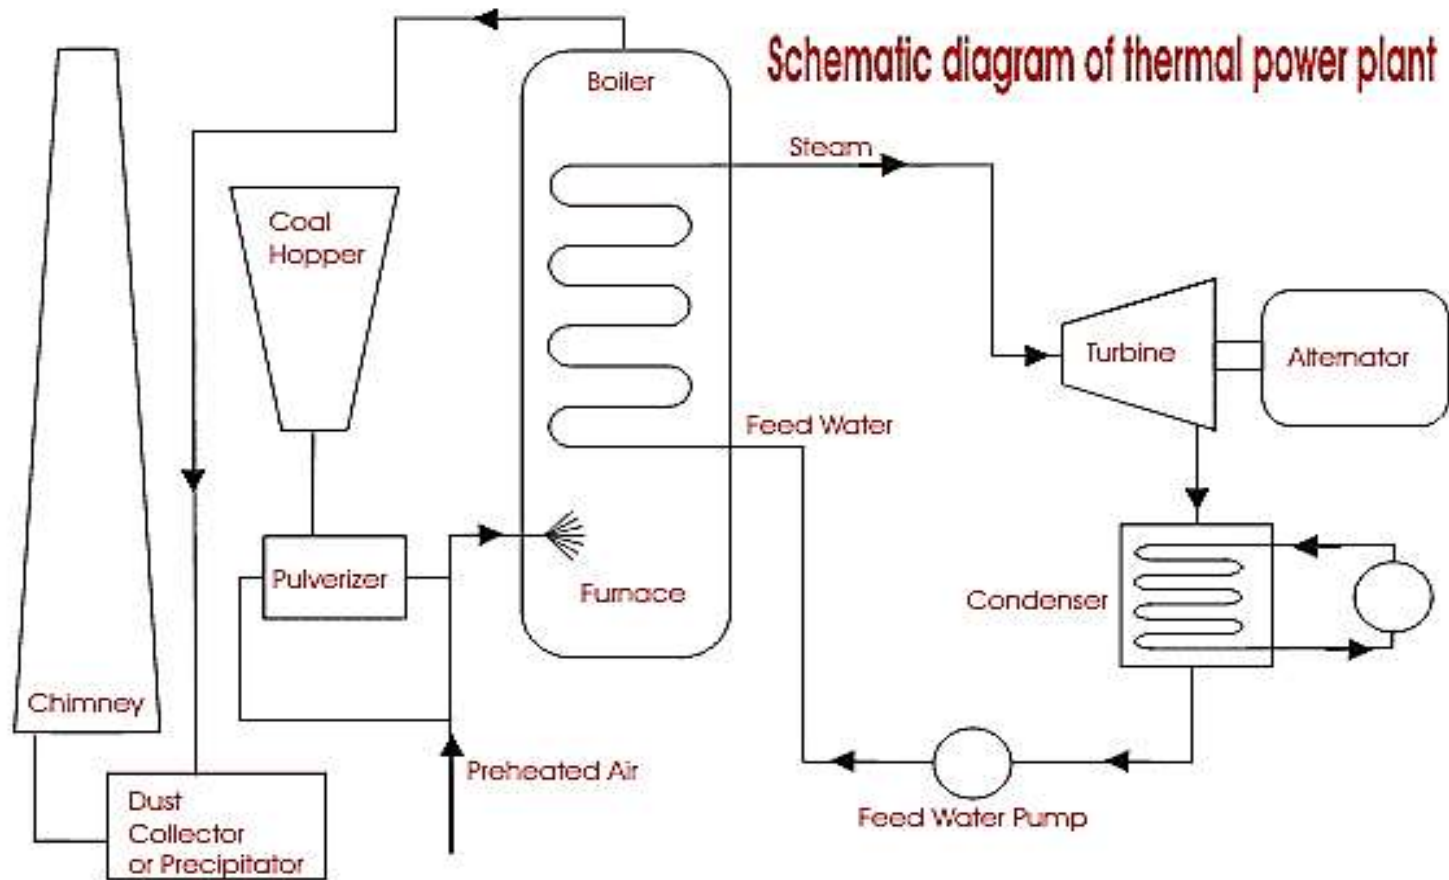 Schematic diagram of thermal power plant
Boiler
Steam
Coal
Hopper
Turbine
Alternator
Feed Water
Pulverizer
Furnace
Condenser
Chimney
Preheated Air
Feed Water Pump
Dust
Collector
or Precipitator